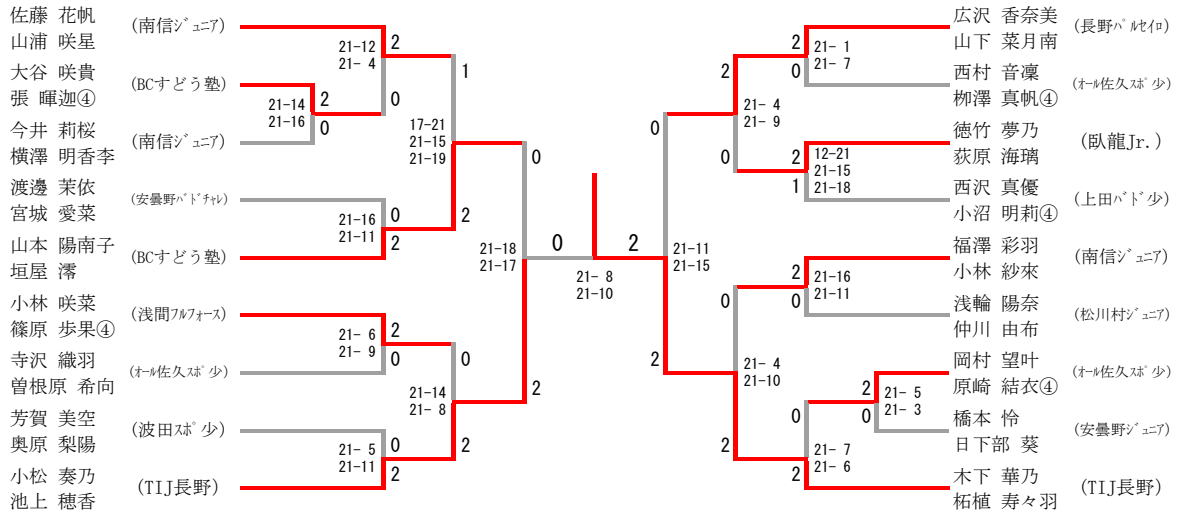 佐藤 花帆
山浦 咲星
(南信ジュニア)
大谷 咲貴
張 暉迦④
(BCすどう塾)
今井 莉桜
横澤 明香李
(南信ジュニア)
渡邊 茉依
宮城 愛菜
(安曇野バドチャレ)
山本 陽南子
垣屋 澪
(BCすどう塾)
小林 咲菜
篠原 歩果④
(浅間フルフォース)
寺沢 織羽
曽根原 希向
(オール佐久スポ少)
芳賀 美空
奥原 梨陽
(波田スポ少)
小松 奏乃
池上 穂香
(TIJ長野)
21-12
21- 4
2
0
21-14
21-16
2
0
17-21
21-15
21-19
1
2
21-16
21-11
0
2
21- 6
21- 9
2
0
21-14
21- 8
0
2
21- 5
21-11
0
2
21-18
21-17
0
2
0
2
21- 8
21-10
21-11
21-15
0
2
21- 4
21- 9
2
0
21- 1
21- 7
2
0
12-21
21-15
21-18
2
1
21-16
21-11
2
0
21- 4
21-10
0
2
21- 5
21- 3
2
0
21- 7
21- 6
0
2
広沢 香奈美
山下 菜月南
(長野パルセイロ)
西村 音凜
栁澤 真帆④
(オール佐久スポ少)
徳竹 夢乃
荻原 海璃
(臥龍Jr.)
西沢 真優
小沼 明莉④
(上田バド少)
福澤 彩羽
小林 紗來
(南信ジュニア)
浅輪 陽奈
仲川 由布
(松川村ジュニア)
岡村 望叶
原崎 結衣④
(オール佐久スポ少)
橋本 怜
日下部 葵
(安曇野ジュニア)
木下 華乃
柘植 寿々羽
(TIJ長野)